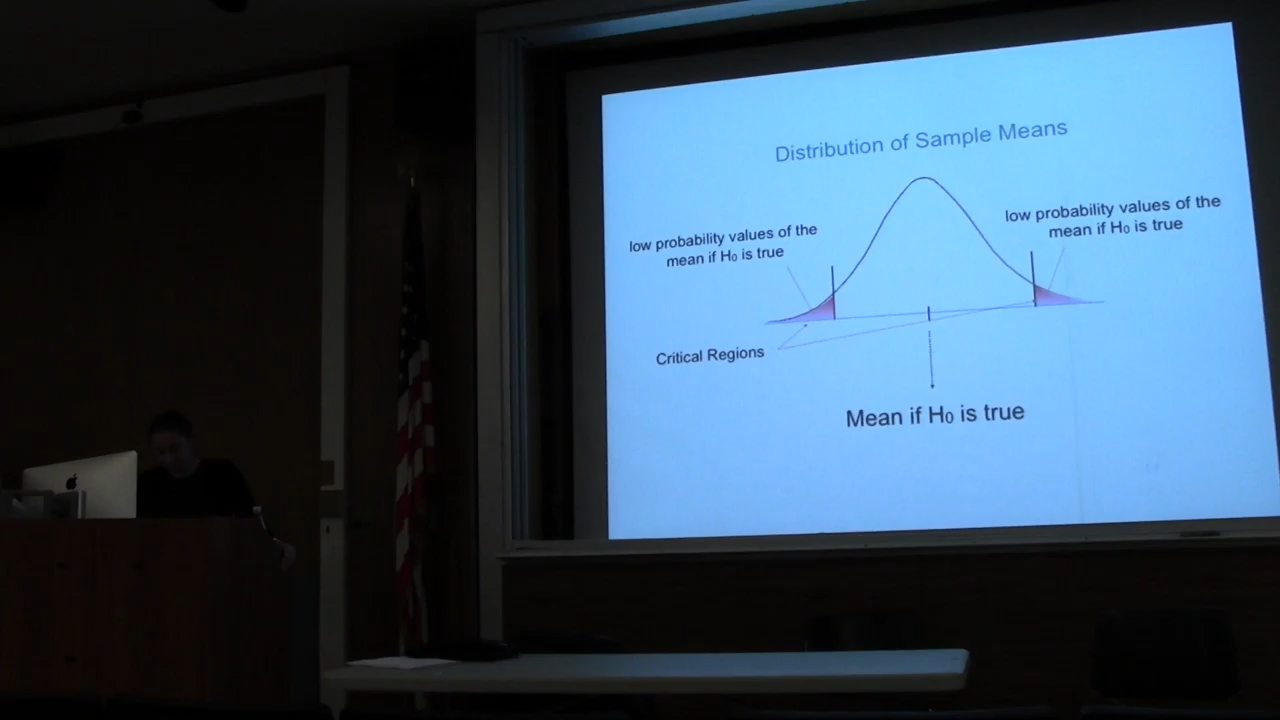 Distribution of Sample Means
low probability values of the
mean if H₀ is true
low probability values of the
mean if H₀ is true
Critical Regions
Mean if H₀ is true